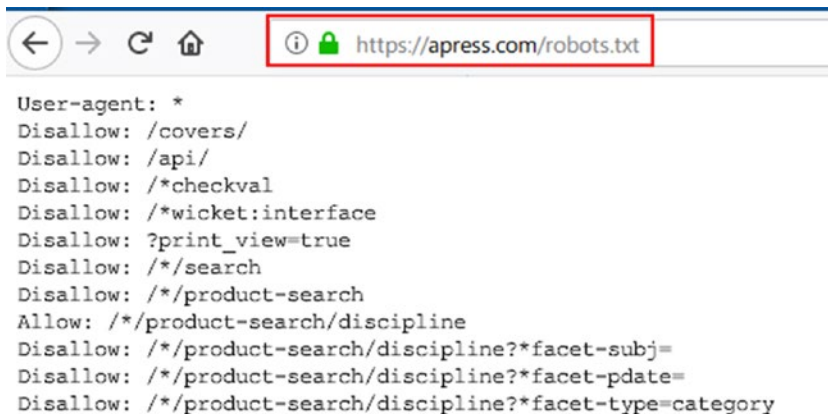 https://apress.com/robots.txt
User-agent: *
Disallow: /covers/
Disallow: /api/
Disallow: /*checkval
Disallow: /*wicket:interface
Disallow: ?print_view=true
Disallow: /*/search
Disallow: /*/product-search
Allow: /*/product-search/discipline
Disallow: /*/product-search/discipline?*facet-subj=
Disallow: /*/product-search/discipline?*facet-pdate=
Disallow: /*/product-search/discipline?*facet-type=category